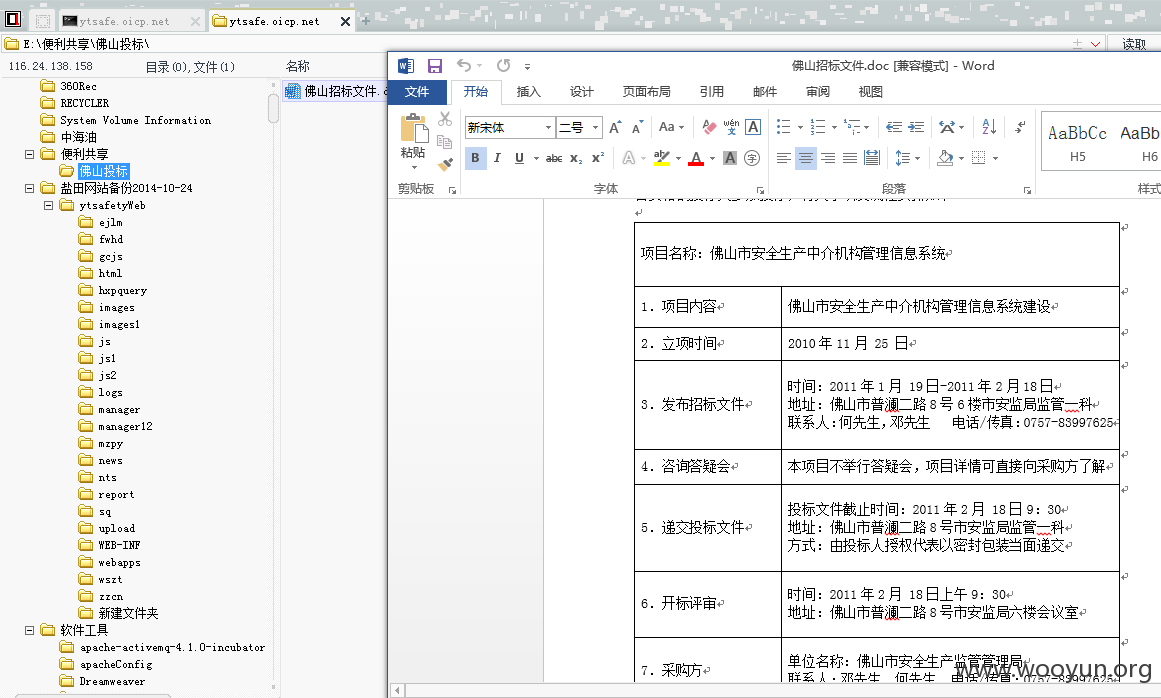 ytsafe.oicp.net
ytsafe.oicp.net
E:\便利共享\佛山投标\
读取
116.24.138.158
目录(0),文件(1)
名称
360Rec
RECYCLER
System Volume Information
中海油
便利共享
佛山投标
盐田网站备份2014-10-24
ytsafetyWeb
ejlm
fwhd
gcjs
html
hxpquery
images
images1
js
js1
js2
logs
manager
manager12
mzpy
news
nts
report
sq
upload
WEB-INF
webapps
wszt
zzcn
新建文件夹
软件工具
apache-activemq-4.1.0-incubator
apacheConfig
Dreamweaver
佛山招标文件.
佛山招标文件.doc [兼容模式] - Word
文件
开始
插入
设计
页面布局
引用
邮件
审阅
视图
粘贴
剪贴板
新宋体
二号
字体
段落
AaBbCc
H5
AaBb
H6
样式
项目名称：佛山市安全生产中介机构管理信息系统
1．项目内容
佛山市安全生产中介机构管理信息系统建设
2．立项时间
2010年11月 25 日
3．发布招标文件
时间：2011年1月 19日-2011年2月18日
地址：佛山市普澜二路8号6楼市安监局监管一科
联系人:何先生,邓先生 电话/传真:0757-83997625
4．咨询答疑会
本项目不举行答疑会，项目详情可直接向采购方了解
5．递交投标文件
投标文件截止时间：2011年2月 18日9：30
地址：佛山市普澜二路8号市安监局监管一科
方式：由投标人授权代表以密封包装当面递交
6．开标评审
时间：2011年2月 18日上午9：30
地址：佛山市普澜二路8号市安监局六楼会议室
7．采购方
单位名称：佛山市安全生产监管管理局
联系人：邓先生，何先生 电话/传真：0757-83997625
www.wooyun.org